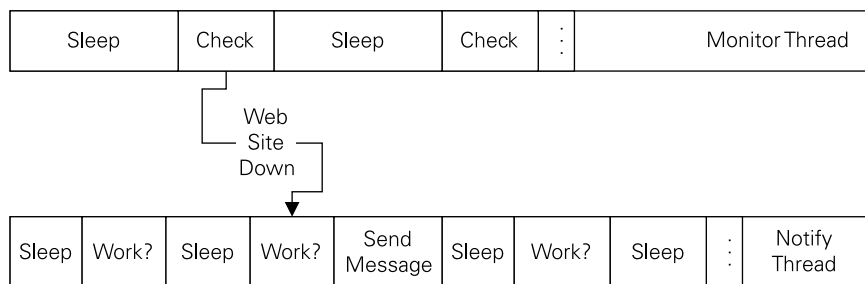 Sleep Check Sleep Check ⋮ Monitor Thread
Web
Site
Down
Sleep Work? Sleep Work? Send Message Sleep Work? Sleep ⋮ Notify Thread